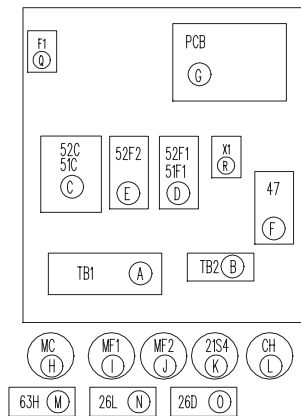 F1
Q
PCB
G
52C
51C
C
52F2
E
52F1
51F1
D
X1
R
47
F
TB1 A
TB2 B
MC
H
MF1
I
MF2
J
21S4
K
CH
L
63H M
26L N
26D O